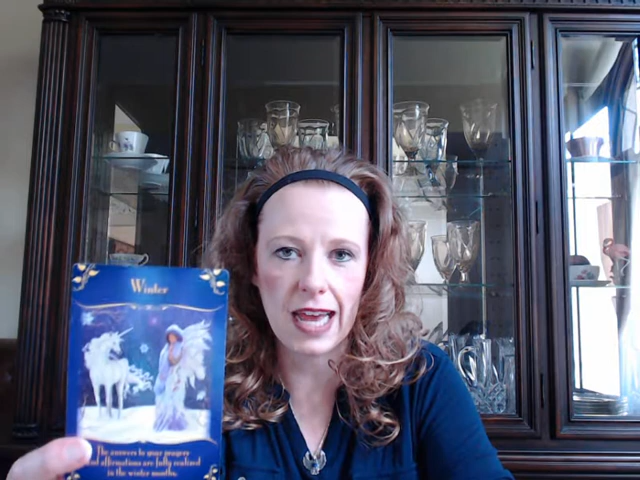 Winter
The answers to your prayers
and affirmations are fully realized
in the winter months.